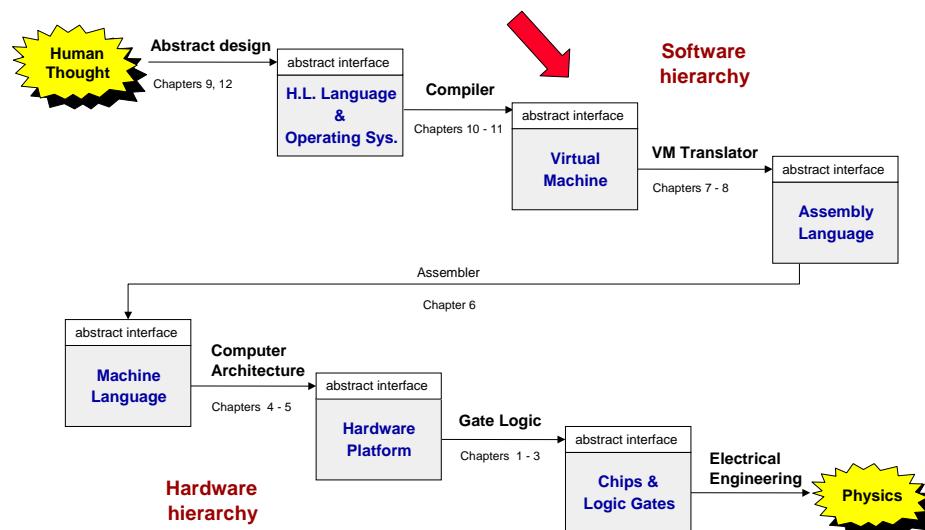 Human
Thought
Abstract design
Chapters 9, 12
abstract interface
H.L. Language
&
Operating Sys.
Compiler
Chapters 10 - 11
abstract interface
Virtual
Machine
Software
hierarchy
VM Translator
Chapters 7 - 8
abstract interface
Assembly
Language
Assembler
Chapter 6
abstract interface
Machine
Language
Computer
Architecture
Chapters 4 - 5
abstract interface
Hardware
Platform
Gate Logic
Chapters 1 - 3
abstract interface
Chips &
Logic Gates
Electrical
Engineering
Physics
Hardware
hierarchy